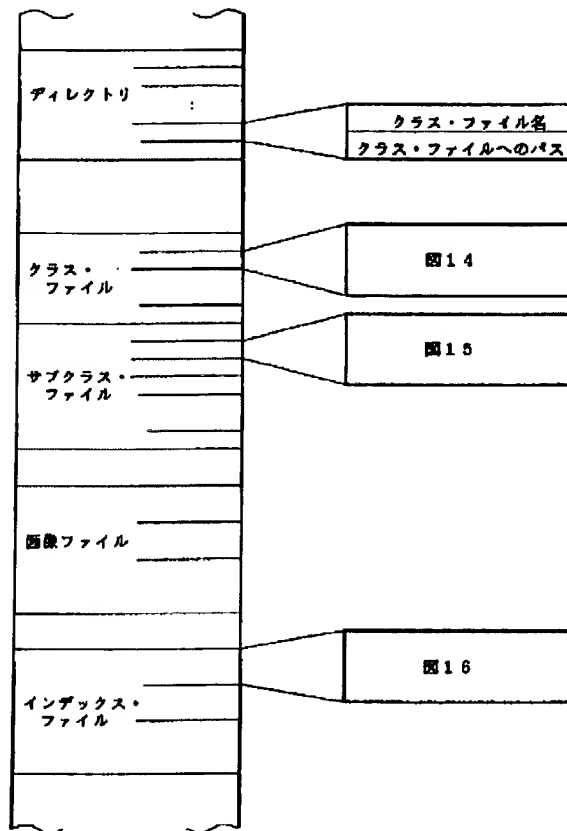 ディレクトリ
:
クラス・ファイル名
クラス・ファイルへのパス
クラス・
ファイル
図14
サブクラス・
ファイル
図15
画像ファイル
インデックス・
ファイル
図16